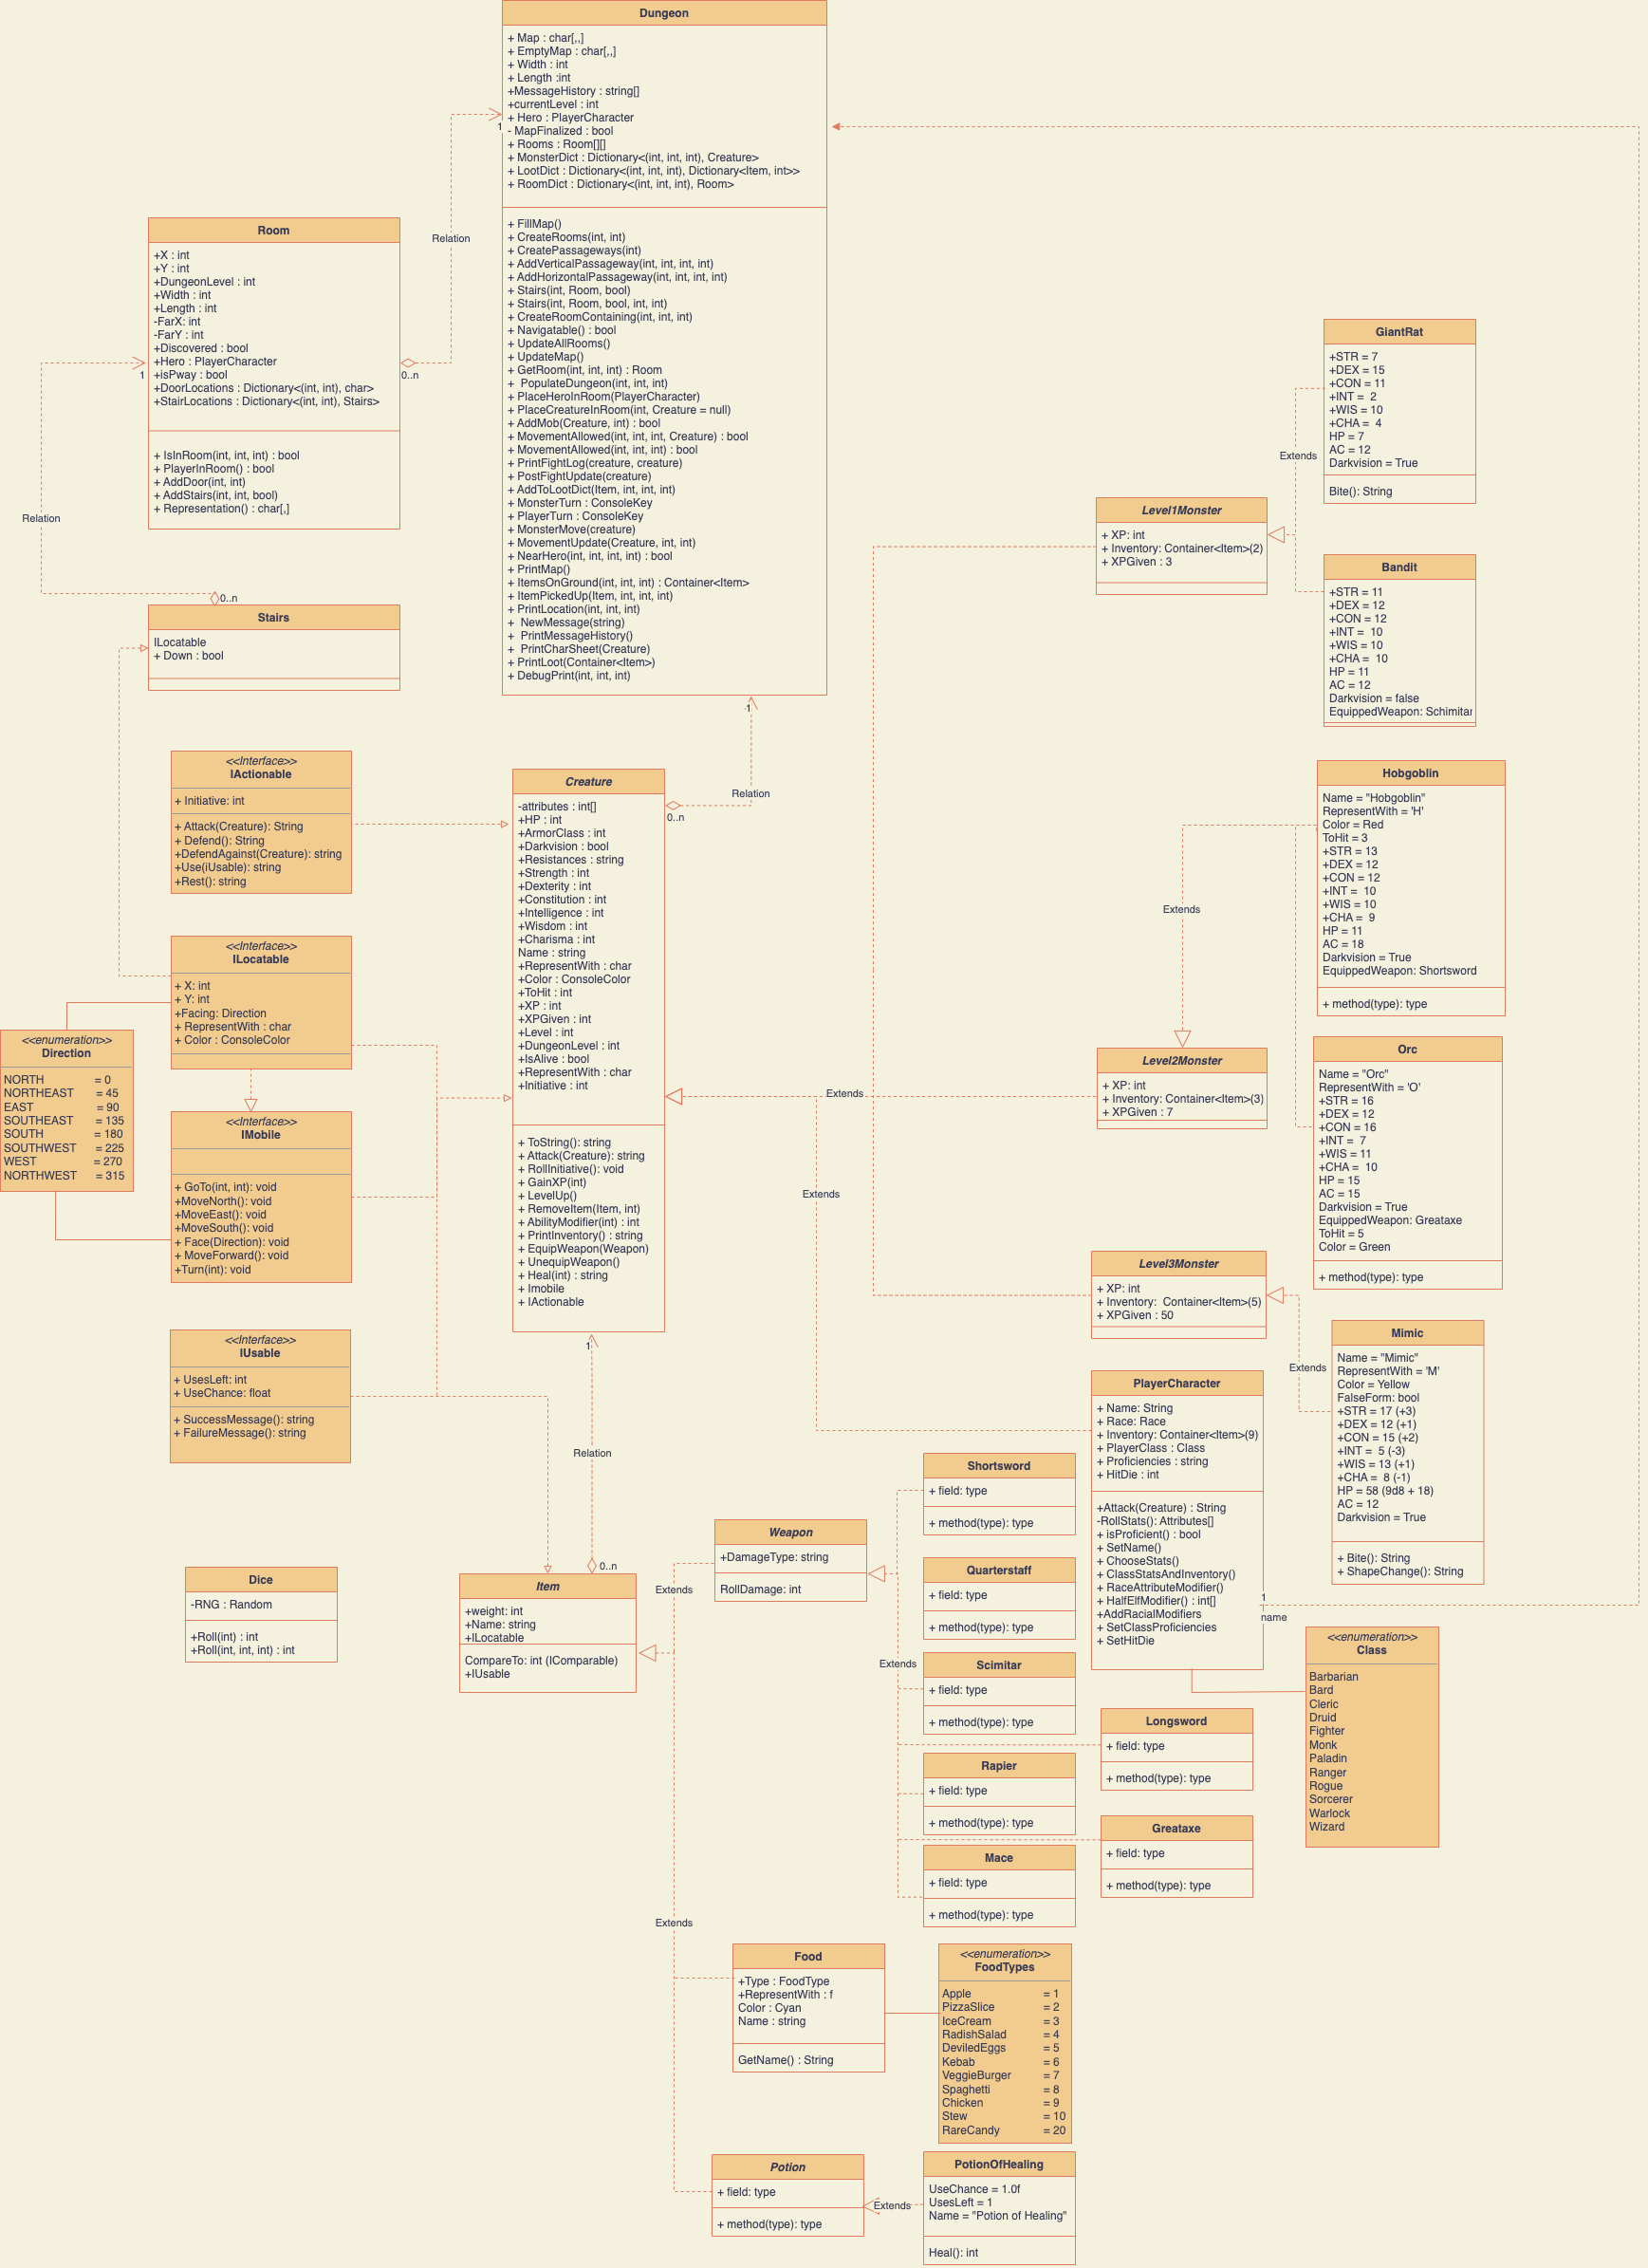 Dungeon
+ Map : char[,,]
+ EmptyMap : char[,,]
+ Width : int
+ Length :int
+MessageHistory : string[]
+currentLevel : int
+ Hero : PlayerCharacter
- MapFinalized : bool
+ Rooms : Room[][]
+ MonsterDict : Dictionary<(int, int, int), Creature>
+ LootDict : Dictionary<(int, int, int), Dictionary<Item, int>>
+ RoomDict : Dictionary<(int, int, int), Room>
+ FillMap()
+ CreateRooms(int, int)
+ CreatePassageways(int)
+ AddVerticalPassageway(int, int, int, int)
+ AddHorizontalPassageway(int, int, int, int)
+ Stairs(int, Room, bool)
+ Stairs(int, Room, bool, int, int)
+ CreateRoomContaining(int, int, int)
+ Navigatable() : bool
+ UpdateAllRooms()
+ UpdateMap()
+ GetRoom(int, int, int) : Room
+  PopulateDungeon(int, int, int)
+ PlaceHeroInRoom(PlayerCharacter)
+ PlaceCreatureInRoom(int, Creature = null)
+ AddMob(Creature, int) : bool
+ MovementAllowed(int, int, int, Creature) : bool
+ MovementAllowed(int, int, int) : bool
+ PrintFightLog(creature, creature)
+ PostFightUpdate(creature)
+ AddToLootDict(Item, int, int, int)
+ MonsterTurn : ConsoleKey
+ PlayerTurn : ConsoleKey
+ MonsterMove(creature)
+ MovementUpdate(Creature, int, int)
+ NearHero(int, int, int, int) : bool
+ PrintMap()
+ ItemsOnGround(int, int, int) : Container<Item>
+ ItemPickedUp(Item, int, int, int)
+ PrintLocation(int, int, int)
+  NewMessage(string)
+  PrintMessageHistory()
+  PrintCharSheet(Creature)
+ PrintLoot(Container<Item>)
+ DebugPrint(int, int, int)
1
Relation
0..n
Room
+X : int
+Y : int
+DungeonLevel : int
+Width : int
+Length : int
-FarX: int
-FarY : int
+Discovered : bool
+Hero : PlayerCharacter
+isPway : bool
+DoorLocations : Dictionary<(int, int), char>
+StairLocations : Dictionary<(int, int), Stairs>
+ IsInRoom(int, int, int) : bool
+ PlayerInRoom() : bool
+ AddDoor(int, int)
+ AddStairs(int, int, bool)
+ Representation() : char[,]
1
Relation
0..n
Stairs
ILocatable
+ Down : bool
<<Interface>>
IActionable
+ Initiative: int
+ Attack(Creature): String
+ Defend(): String
+DefendAgainst(Creature): string
+Use(iUsable): string
+Rest(): string
<<Interface>>
ILocatable
+ X: int
+ Y: int
+Facing: Direction
+ RepresentWith : char
+ Color : ConsoleColor
<<enumeration>>
Direction
NORTH = 0
NORTHEAST = 45
EAST = 90
SOUTHEAST = 135
SOUTH = 180
SOUTHWEST = 225
WEST = 270
NORTHWEST = 315
<<Interface>>
IMobile
+ GoTo(int, int): void
+MoveNorth(): void
+MoveEast(): void
+MoveSouth(): void
+ Face(Direction): void
+ MoveForward(): void
+Turn(int): void
<<Interface>>
IUsable
+ UsesLeft: int
+ UseChance: float
+ SuccessMessage(): string
+ FailureMessage(): string
Dice
-RNG : Random
+Roll(int) : int
+Roll(int, int, int) : int
Creature
-attributes : int[]
+HP : int
+ArmorClass : int
+Darkvision : bool
+Resistances : string
+Strength : int
+Dexterity : int
+Constitution : int
+Intelligence : int
+Wisdom : int
+Charisma : int
Name : string
+RepresentWith : char
+Color : ConsoleColor
+ToHit : int
+XP : int
+XPGiven : int
+Level : int
+DungeonLevel : int
+IsAlive : bool
+RepresentWith : char
+Initiative : int
+ ToString(): string
+ Attack(Creature): string
+ RollInitiative(): void
+ GainXP(int)
+ LevelUp()
+ RemoveItem(Item, int)
+ AbilityModifier(int) : int
+ PrintInventory() : string
+ EquipWeapon(Weapon)
+ UnequipWeapon()
+ Heal(int) : string
+ Imobile
+ IActionable
1
Relation
0..n
1
Relation
0..n
Item
+weight: int
+Name: string
+ILocatable
CompareTo: int (IComparable)
+IUsable
Extends
Extends
GiantRat
+STR = 7
+DEX = 15
+CON = 11
+INT =  2
+WIS = 10
+CHA =  4
HP = 7
AC = 12
Darkvision = True
Bite(): String
Extends
Level1Monster
+ XP: int
+ Inventory: Container<Item>(2)
+ XPGiven : 3
Bandit
+STR = 11
+DEX = 12
+CON = 12
+INT =  10
+WIS = 10
+CHA =  10
HP = 11
AC = 12
Darkvision = false
EquippedWeapon: Schimitar
Hobgoblin
Name = "Hobgoblin"
RepresentWith = 'H'
Color = Red
ToHit = 3
+STR = 13
+DEX = 12
+CON = 12
+INT =  10
+WIS = 10
+CHA =  9
HP = 11
AC = 18
Darkvision = True
EquippedWeapon: Shortsword
+ method(type): type
Extends
Level2Monster
+ XP: int
+ Inventory: Container<Item>(3)
+ XPGiven : 7
Orc
Name = "Orc"
RepresentWith = 'O'
+STR = 16
+DEX = 12
+CON = 16
+INT =  7
+WIS = 11
+CHA =  10
HP = 15
AC = 15
Darkvision = True
EquippedWeapon: Greataxe
ToHit = 5
Color = Green
+ method(type): type
Level3Monster
+ XP: int
+ Inventory:  Container<Item>(5)
+ XPGiven : 50
Extends
Mimic
Name = "Mimic"
RepresentWith = 'M'
Color = Yellow
FalseForm: bool
+STR = 17 (+3)
+DEX = 12 (+1)
+CON = 15 (+2)
+INT =  5 (-3)
+WIS = 13 (+1)
+CHA =  8 (-1)
HP = 58 (9d8 + 18)
AC = 12
Darkvision = True
+ Bite(): String
+ ShapeChange(): String
PlayerCharacter
+ Name: String
+ Race: Race
+ Inventory: Container<Item>(9)
+ PlayerClass : Class
+ Proficiencies : string
+ HitDie : int
+Attack(Creature) : String
-RollStats(): Attributes[]
+ isProficient() : bool
+ SetName()
+ ChooseStats()
+ ClassStatsAndInventory()
+ RaceAttributeModifier()
+ HalfElfModifier() : int[]
+AddRacialModifiers
+ SetClassProficiencies
+ SetHitDie
1
name
<<enumeration>>
Class
Barbarian
Bard
Cleric
Druid
Fighter
Monk
Paladin
Ranger
Rogue
Sorcerer
Warlock
Wizard
Extends
Weapon
+DamageType: string
RollDamage: int
Extends
Shortsword
+ field: type
+ method(type): type
Quarterstaff
+ field: type
+ method(type): type
Scimitar
+ field: type
+ method(type): type
Longsword
+ field: type
+ method(type): type
Rapier
+ field: type
+ method(type): type
Greataxe
+ field: type
+ method(type): type
Mace
+ field: type
+ method(type): type
Extends
Food
+Type : FoodType
+RepresentWith : f
Color : Cyan
Name : string
GetName() : String
<<enumeration>>
FoodTypes
Apple = 1
PizzaSlice = 2
IceCream = 3
RadishSalad = 4
DeviledEggs = 5
Kebab = 6
VeggieBurger = 7
Spaghetti = 8
Chicken = 9
Stew = 10
RareCandy = 20
Potion
+ field: type
+ method(type): type
Extends
PotionOfHealing
UseChance = 1.0f
UsesLeft = 1
Name = "Potion of Healing"
Heal(): int